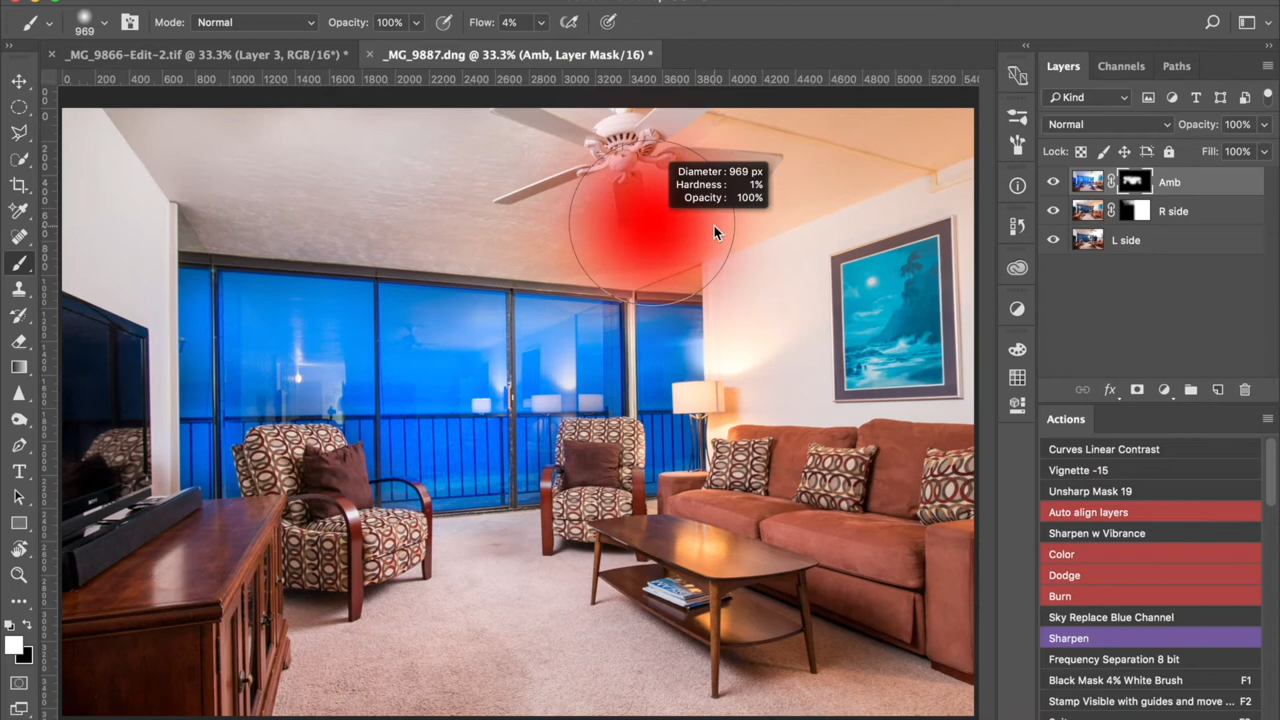 969
Mode: Normal
Opacity: 100%
Flow: 4%
_MG_9866-Edit-2.tif @ 33.3% (Layer 3, RGB/16*) *
_MG_9887.dng @ 33.3% (Amb, Layer Mask/16) *
0 200 400 600 800 1000 1200 1400 1600 1800 2000 2200 2400 2600 2800 3000 3200 3400 3600 3800 4000 4200 4400 4600 4800 5000 5200
Diameter: 969 px
Hardness: 1%
Opacity: 100%
SONY
Layers Channels Paths
Kind
Normal Opacity: 100%
Lock: Fill: 100%
Amb
R side
L side
fx
Actions
Curves Linear Contrast
Vignette -15
Unsharp Mask 19
Auto align layers
Sharpen w Vibrance
Color
Dodge
Burn
Sky Replace Blue Channel
Sharpen
Frequency Separation 8 bit
Black Mask 4% White Brush F1
Stamp Visible with guides and move ... F2